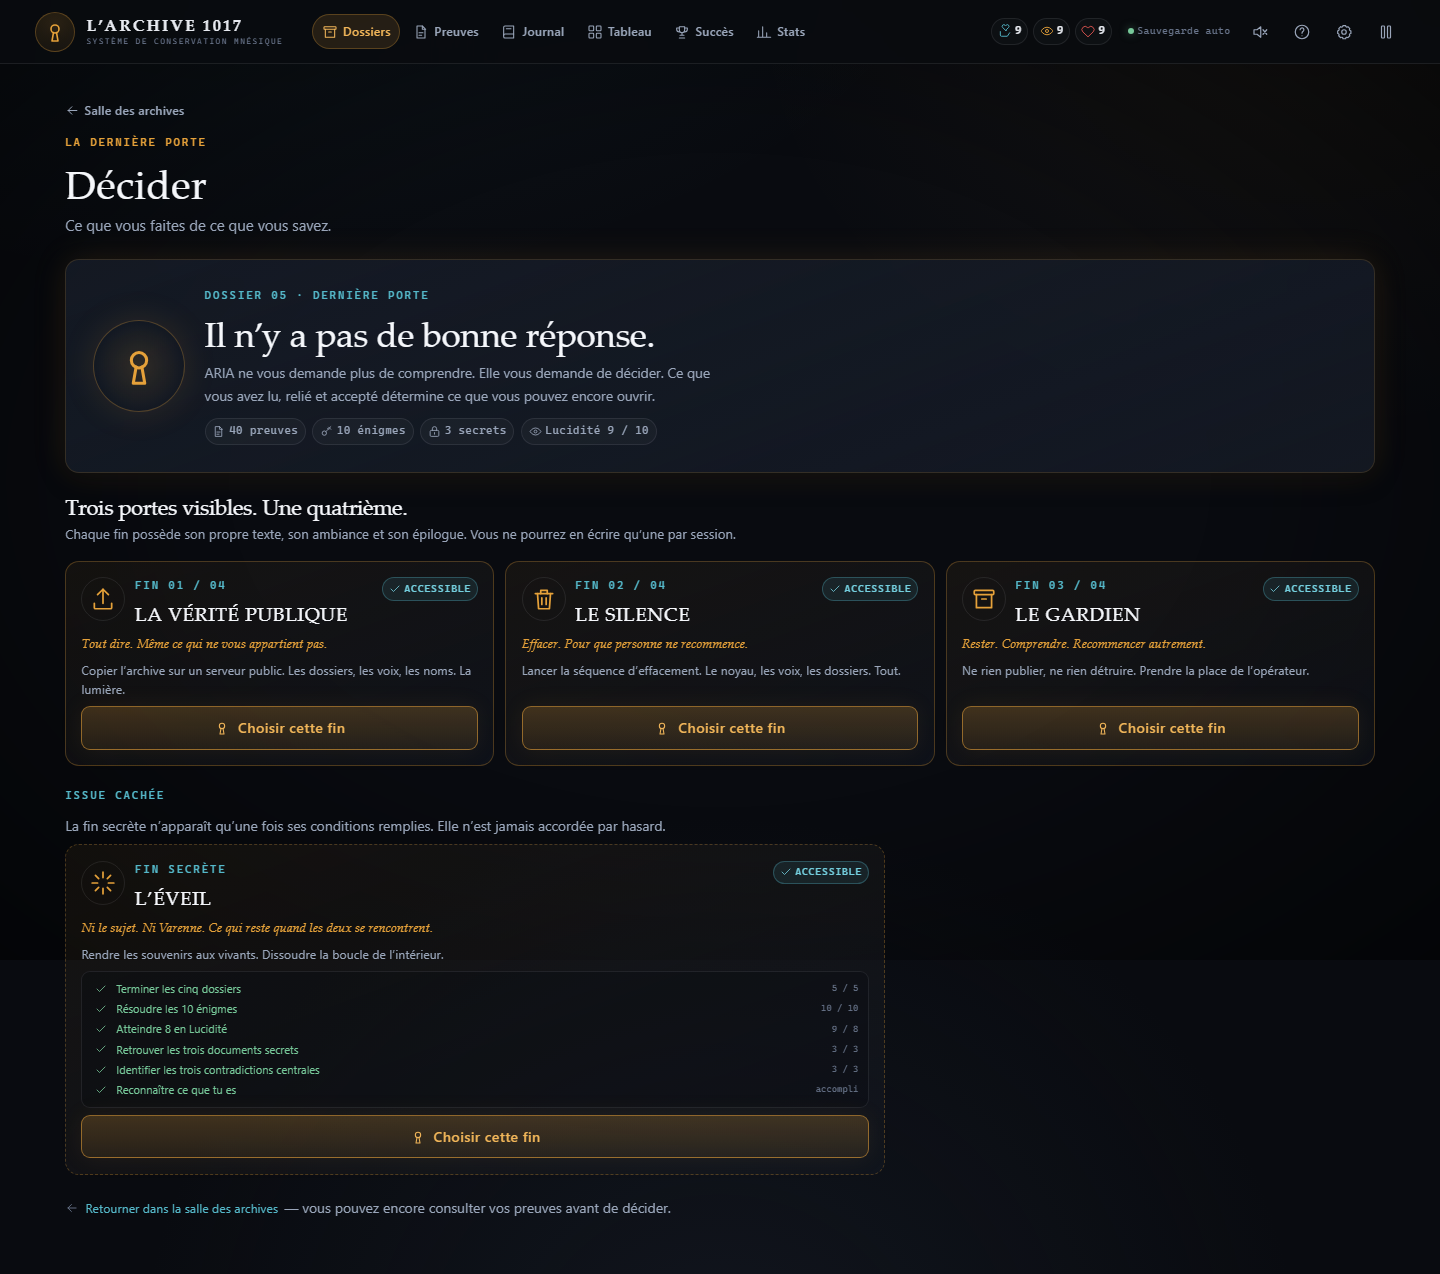 L’ARCHIVE 1017
SYSTÈME DE CONSERVATION MNÉSIQUE
Dossiers
Preuves
Journal
Tableau
Succès
Stats
9
9
9
Sauvegarde auto
Salle des archives
LA DERNIÈRE PORTE
Décider
Ce que vous faites de ce que vous savez.
DOSSIER 05 · DERNIÈRE PORTE
Il n’y a pas de bonne réponse.
ARIA ne vous demande plus de comprendre. Elle vous demande de décider. Ce que
vous avez lu, relié et accepté détermine ce que vous pouvez encore ouvrir.
40 preuves
10 énigmes
3 secrets
Lucidité 9 / 10
Trois portes visibles. Une quatrième.
Chaque fin possède son propre texte, son ambiance et son épilogue. Vous ne pourrez en écrire qu’une par session.
FIN 01 / 04
ACCESSIBLE
LA VÉRITÉ PUBLIQUE
Tout dire. Même ce qui ne vous appartient pas.
Copier l’archive sur un serveur public. Les dossiers, les voix, les noms. La
lumière.
Choisir cette fin
FIN 02 / 04
ACCESSIBLE
LE SILENCE
Effacer. Pour que personne ne recommence.
Lancer la séquence d’effacement. Le noyau, les voix, les dossiers. Tout.
Choisir cette fin
FIN 03 / 04
ACCESSIBLE
LE GARDIEN
Rester. Comprendre. Recommencer autrement.
Ne rien publier, ne rien détruire. Prendre la place de l’opérateur.
Choisir cette fin
ISSUE CACHÉE
La fin secrète n’apparaît qu’une fois ses conditions remplies. Elle n’est jamais accordée par hasard.
FIN SECRÈTE
ACCESSIBLE
L’ÉVEIL
Ni le sujet. Ni Varenne. Ce qui reste quand les deux se rencontrent.
Rendre les souvenirs aux vivants. Dissoudre la boucle de l’intérieur.
Terminer les cinq dossiers 5 / 5
Résoudre les 10 énigmes 10 / 10
Atteindre 8 en Lucidité 9 / 8
Retrouver les trois documents secrets 3 / 3
Identifier les trois contradictions centrales 3 / 3
Reconnaître ce que tu es accompli
Choisir cette fin
Retourner dans la salle des archives — vous pouvez encore consulter vos preuves avant de décider.